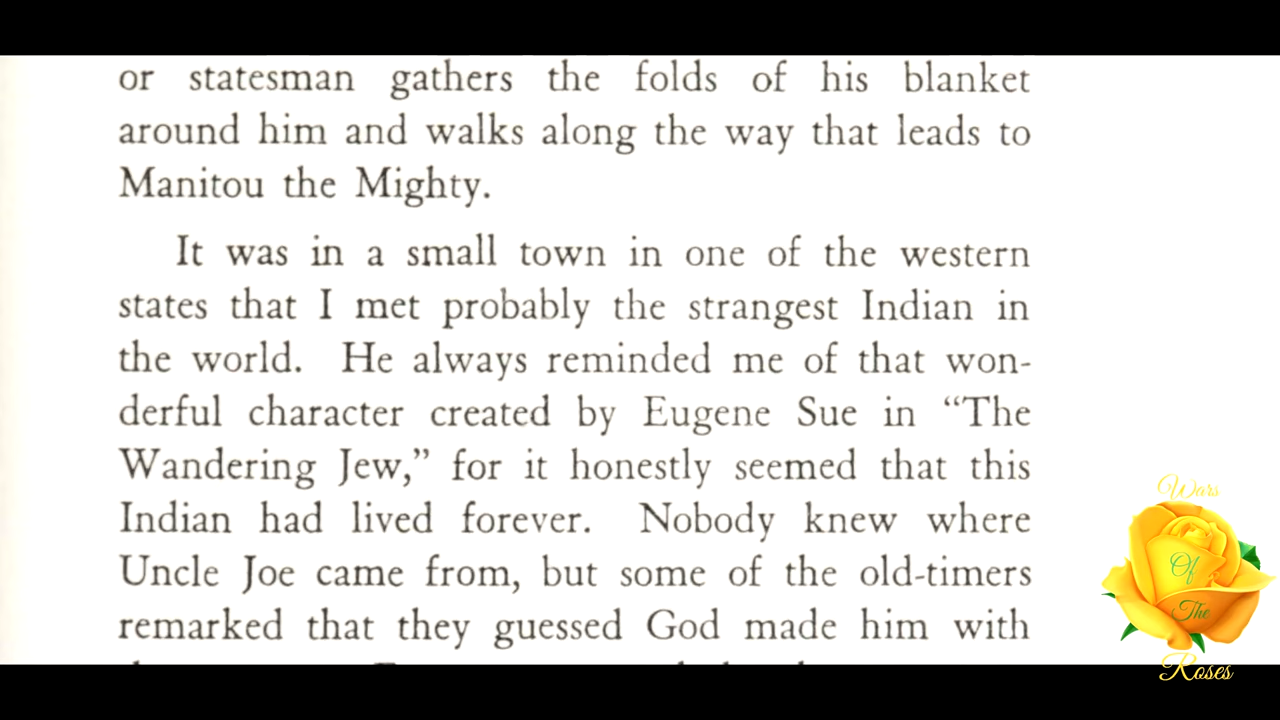 or statesman gathers the folds of his blanket
around him and walks along the way that leads to
Manitou the Mighty.
It was in a small town in one of the western
states that I met probably the strangest Indian in
the world. He always reminded me of that won-
derful character created by Eugene Sue in “The
Wandering Jew,” for it honestly seemed that this
Indian had lived forever. Nobody knew where
Uncle Joe came from, but some of the old-timers
remarked that they guessed God made him with
Wars
Of
The
Roses